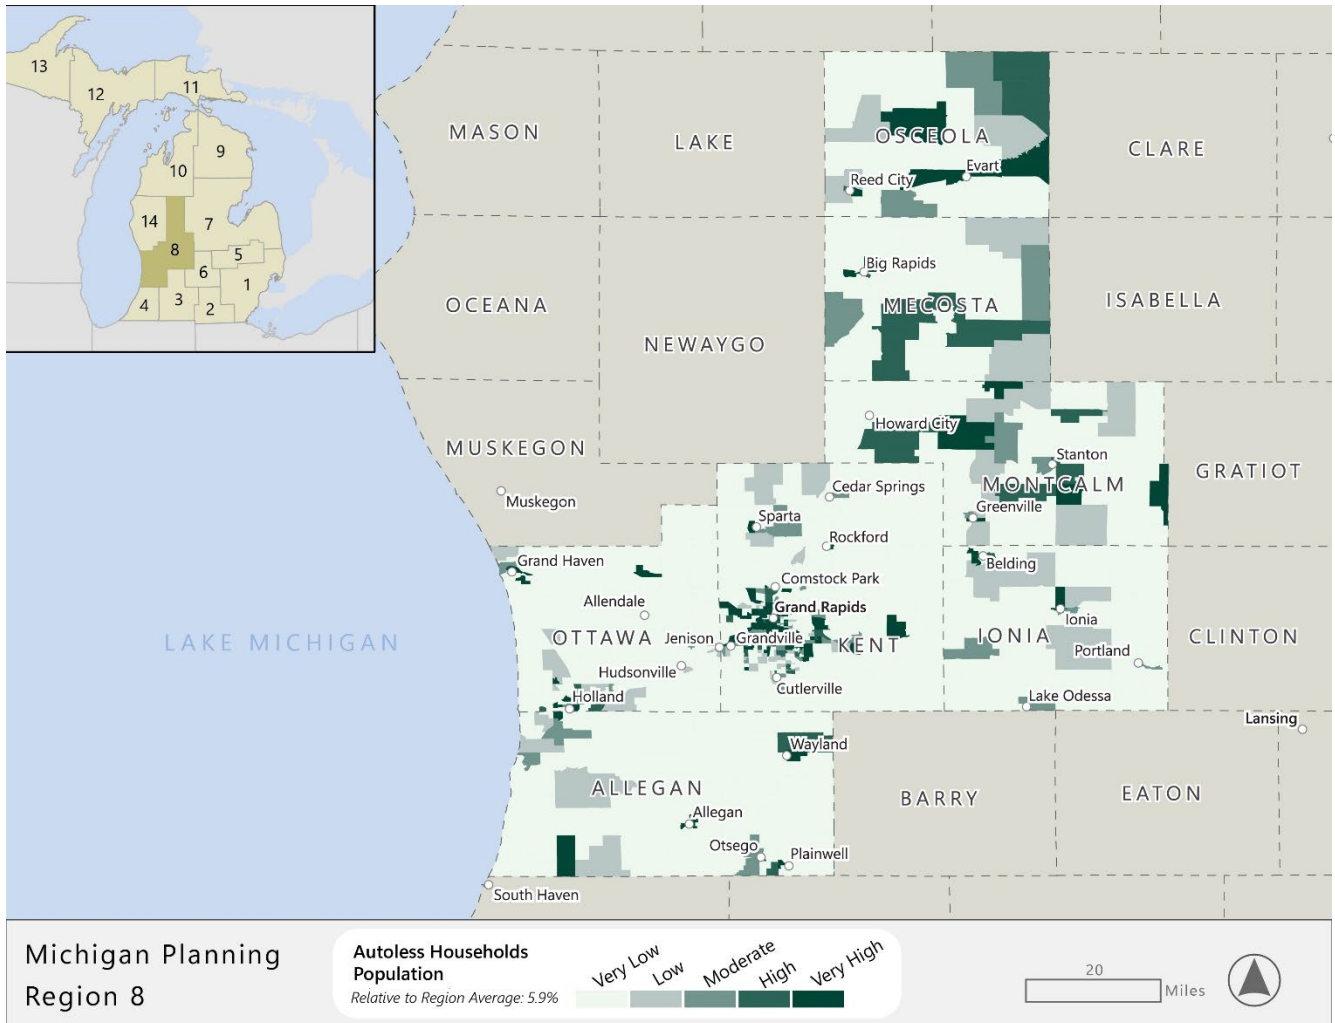 13
12
11
9
10
14
7
8
5
6
1
4
3
2
MASON
LAKE
OSCEOLA
CLARE
Evart
Reed City
Big Rapids
OCEANA
MECOSTA
ISABELLA
NEWAYGO
Howard City
MUSKEGON
Stanton
GRATIOT
Muskegon
Cedar Springs
MONTCALM
Sparta
Greenville
Rockford
Grand Haven
Belding
Comstock Park
Allendale
Grand Rapids
Ionia
LAKE MICHIGAN
OTTAWA
Jenison
Grandville
KENT
IONIA
CLINTON
Hudsonville
Portland
Cutlerville
Holland
Lake Odessa
Lansing
Wayland
ALLEGAN
BARRY
EATON
Allegan
Otsego
Plainwell
South Haven
Michigan Planning
Region 8
Autoless Households
Population
Relative to Region Average: 5.9%
Very Low
Low
Moderate
High
Very High
20
Miles